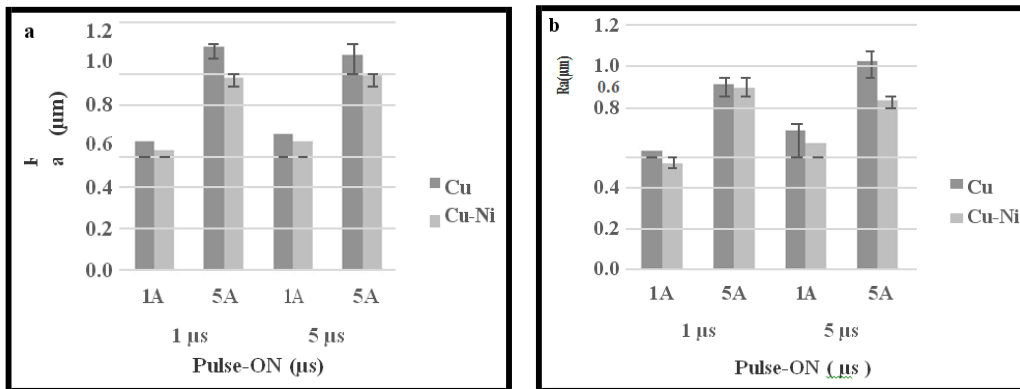 a
1.2
1.0
0.8
0.6
0.4
0.2
0.0
a (μm)
1A 5A 1A 5A
1 μs 5 μs
Pulse-ON (μs)
Cu
Cu-Ni
b
1.0
0.6
0.8
0.4
0.2
0.0
Ra(μm)
1A 5A 1A 5A
1 μs 5 μs
Pulse-ON ( μs )
Cu
Cu-Ni